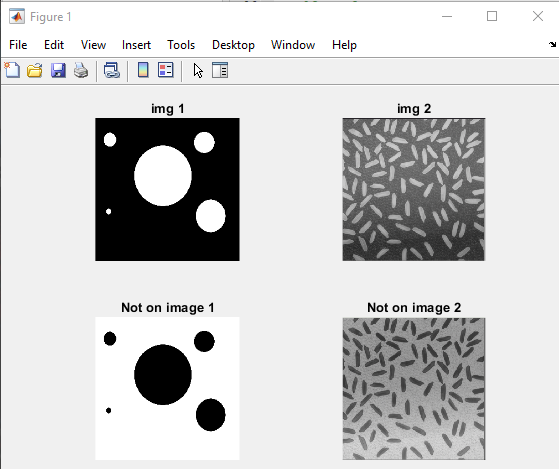 Figure 1
File Edit View Insert Tools Desktop Window Help
img 1
img 2
Not on image 1
Not on image 2